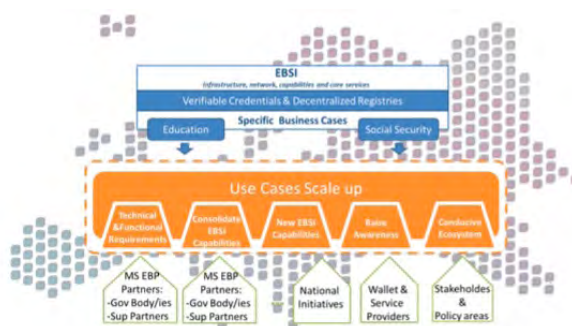 EBSI
Infrastructure, network, capabilities and core services
Verifiable Credentials & Decentralized Registries
Specific Business Cases
Education
Social Security
Use Cases Scale up
Technical
&Functional
Requirements
Consolidate
EBSI
Capabilities
New EBSI
Capabilities
Raise
Awareness
Conducive
Ecosystem
MS EBP
Partners:
-Gov Body/ies
-Sup Partners
MS EBP
Partners:
-Gov Body/ies
-Sup Partners
...
National
Initiatives
Wallet &
Service
Providers
Stakeholdes
&
Policy areas